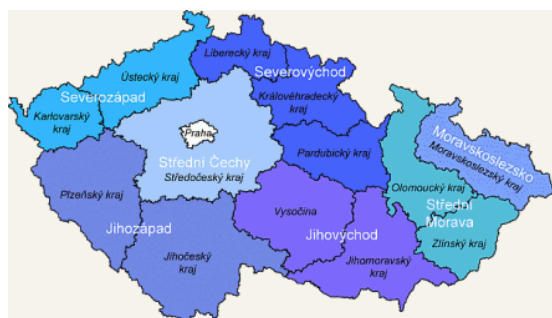 Liberecký kraj
Ústecký kraj
Severovýchod
Severozápad
Královéhradecký
kraj
Karlovarský
kraj
Praha
Moravskoslezsko
Moravskoslezský kraj
Střední Čechy
Středočeský kraj
Pardubický kraj
Plzeňský kraj
Olomoucký kraj
Střední
Morava
Vysočina
Jihozápad
Jihovýchod
Zlínský kraj
Jihočeský
kraj
Jihomoravský
kraj